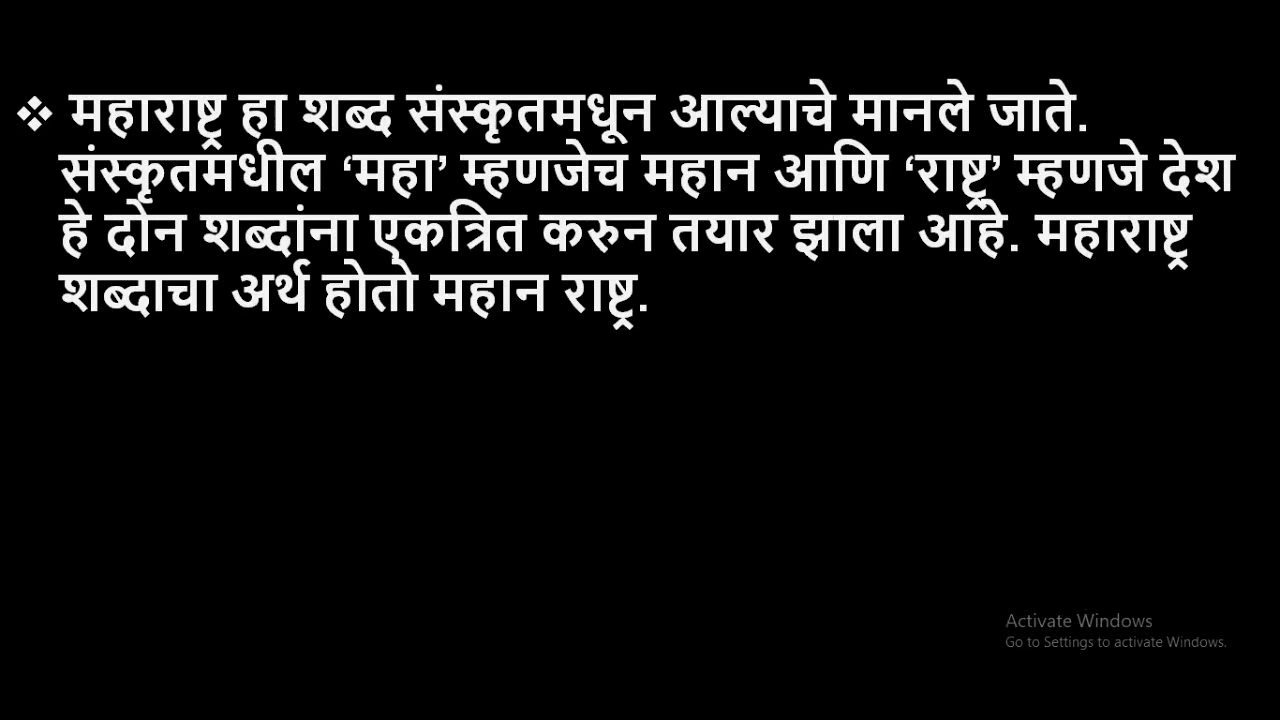 ❖ महाराष्ट्र हा शब्द संस्कृतमधून आल्याचे मानले जाते.
संस्कृतमधील ‘महा’ म्हणजेच महान आणि ‘राष्ट्र’ म्हणजे देश
हे दोन शब्दांना एकत्रित करुन तयार झाला आहे. महाराष्ट्र
शब्दाचा अर्थ होतो महान राष्ट्र.
Activate Windows
Go to Settings to activate Windows.